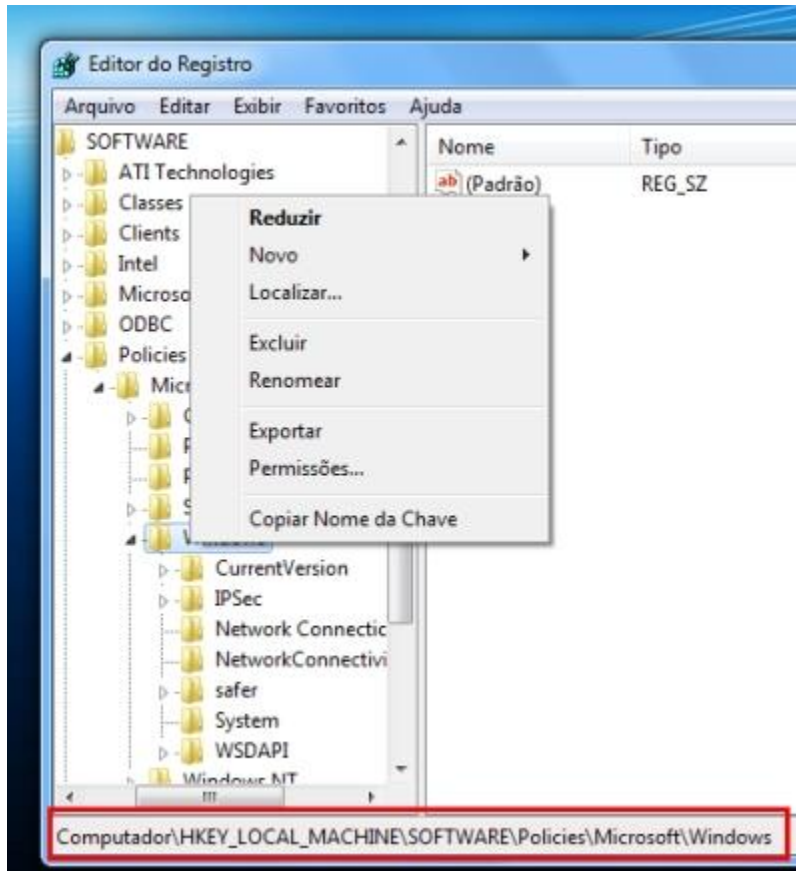 Editor do Registro
Arquivo Editar Exibir Favoritos Ajuda
SOFTWARE
ATI Technologies
Classes
Clients
Intel
ODBC
Policies
Nome Tipo
ab (Padrão) REG_SZ
Reduzir
Novo
Localizar...
Excluir
Renomear
Exportar
Permissões...
Copiar Nome da Chave
CurrentVersion
IPSec
Network
safer
System
WSDAPI
Windows NT
Computador\HKEY_LOCAL_MACHINE\SOFTWARE\Policies\Microsoft\Windows